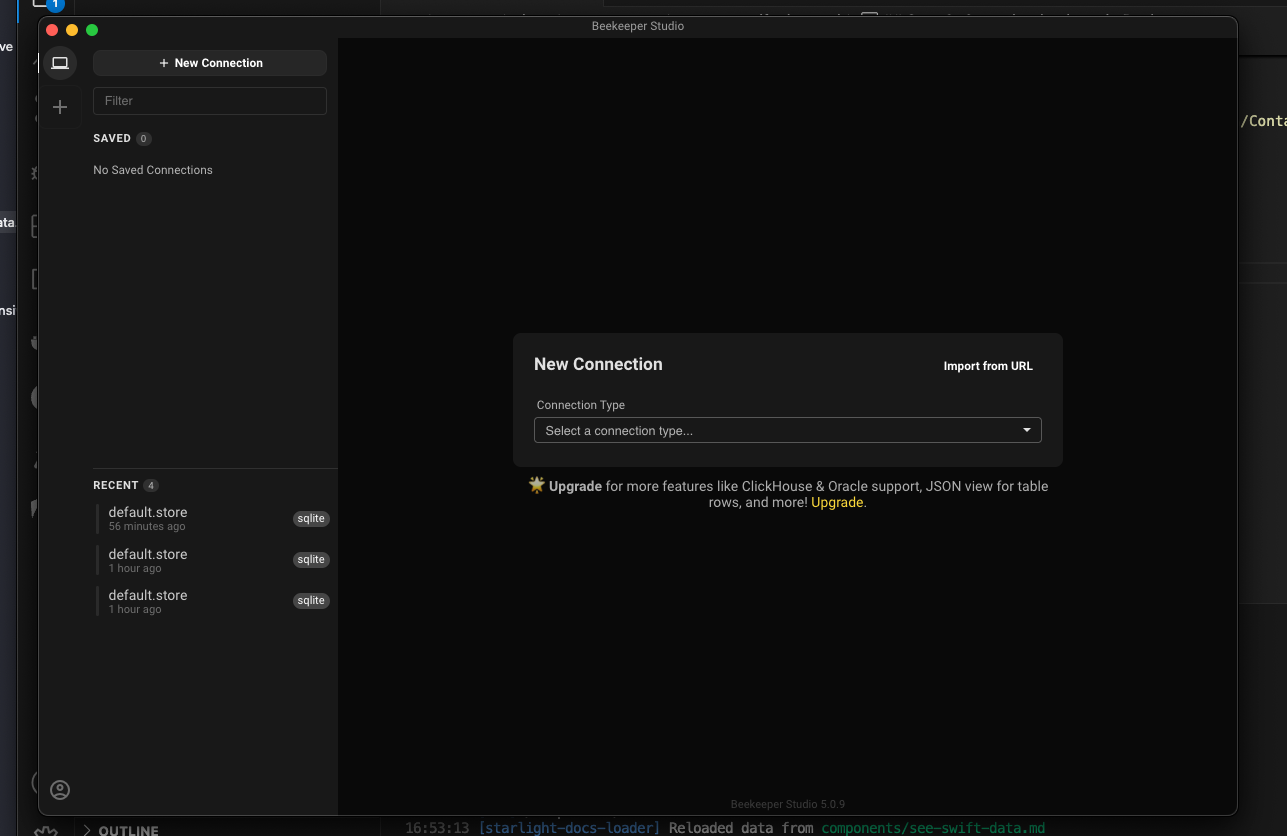 1
Beekeeper Studio
ve
+ New Connection
Filter
/Conta
SAVED 0
No Saved Connections
ata.
nsi
New Connection
Import from URL
Connection Type
Select a connection type...
🌟 Upgrade for more features like ClickHouse & Oracle support, JSON view for table
rows, and more! Upgrade.
RECENT 4
default.store
56 minutes ago
sqlite
default.store
1 hour ago
sqlite
default.store
1 hour ago
sqlite
Beekeeper Studio 5.0.9
OUTLINE
16:53:13 [starlight-docs-loader] Reloaded data from components/see-swift-data.md